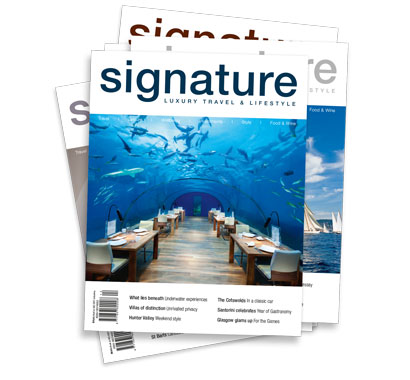 signature
signature
LUXURY TRAVEL & LIFESTYLE
Travel
Style
Food & Wine
Food & Wine
What lies beneath Underwater experiences
Villas of distinction Unrivalled privacy
Hunter Valley Weekend style
The Cotswolds In a classic car
Santorini celebrates Year of Gastronomy
Glasgow glams up For the Games